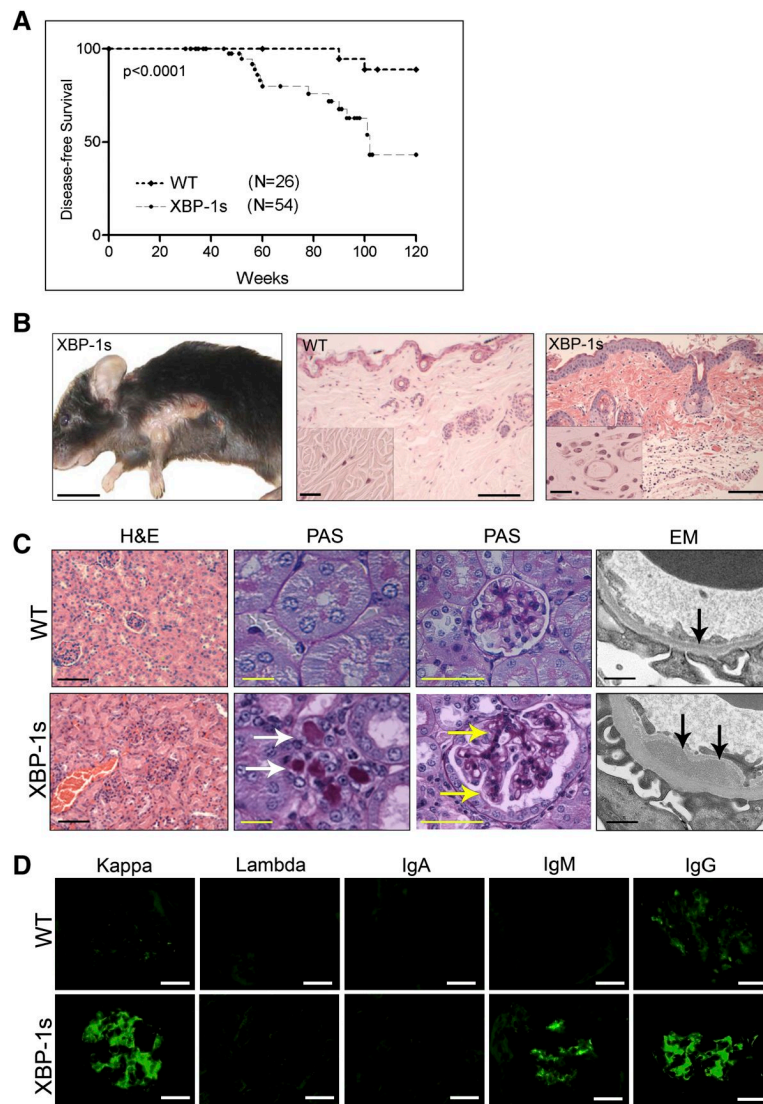 A
100
p<0.0001
Disease-free Survival
50
WT (N=26)
XBP-1s (N=54)
0
0 20 40 60 80 100 120
Weeks
B
XBP-1s
WT
XBP-1s
C
H&E PAS PAS EM
WT
XBP-1s
D
Kappa Lambda IgA IgM IgG
WT
XBP-1s